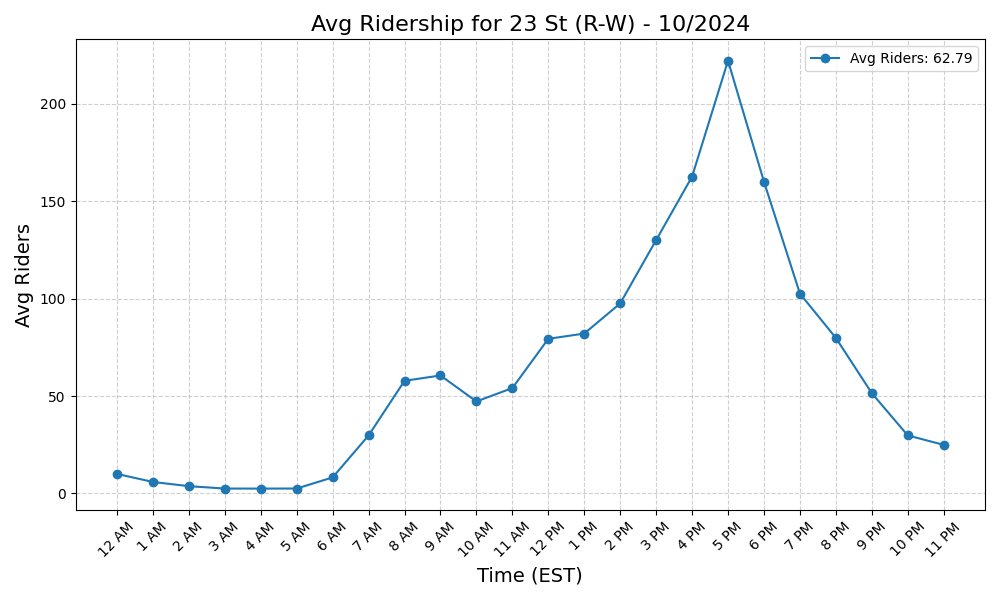 Avg Ridership for 23 St (R-W) - 10/2024
Avg Riders: 62.79
Avg Riders
200
150
100
50
0
12 AM
1 AM
2 AM
3 AM
4 AM
5 AM
6 AM
7 AM
8 AM
9 AM
10 AM
11 AM
12 PM
1 PM
2 PM
3 PM
4 PM
5 PM
6 PM
7 PM
8 PM
9 PM
10 PM
11 PM
Time (EST)